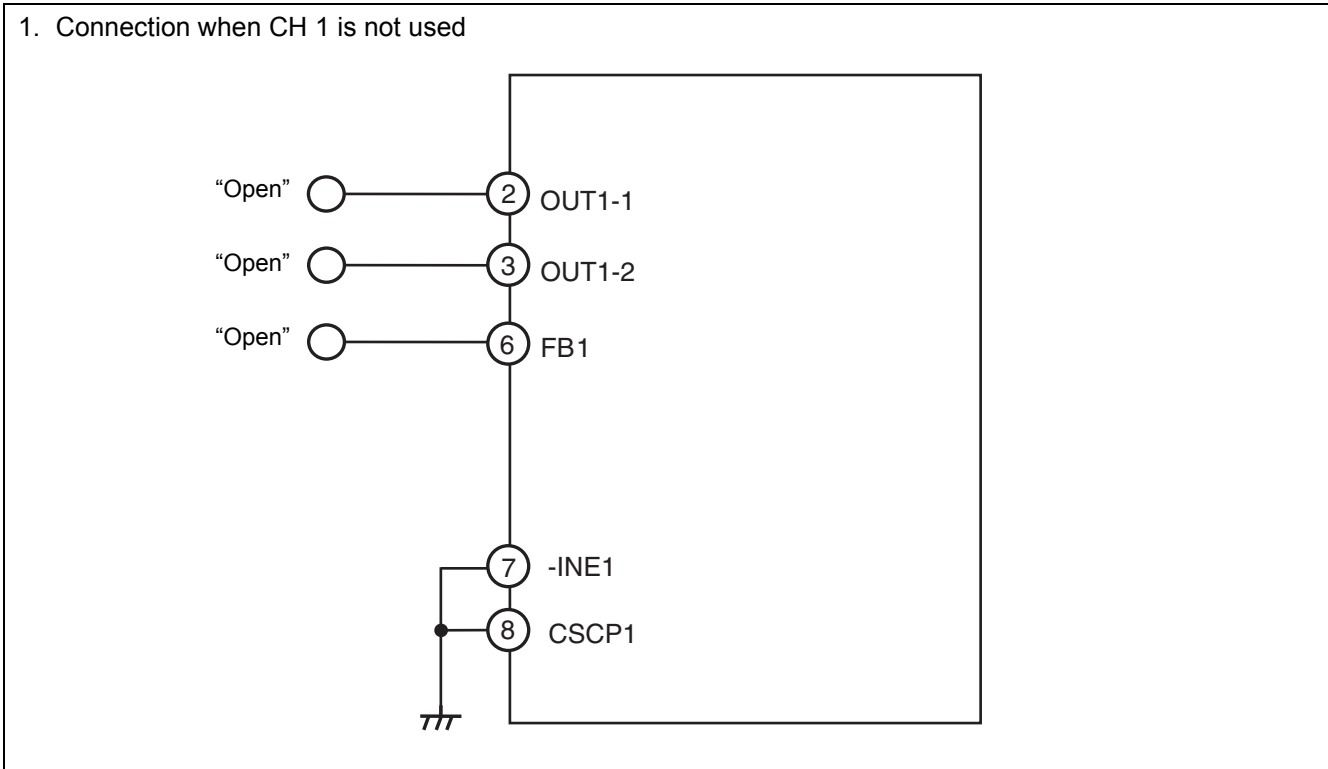 1. Connection when CH 1 is not used
“Open” 2 OUT1-1
“Open” 3 OUT1-2
“Open” 6 FB1
7 -INE1
8 CSCP1